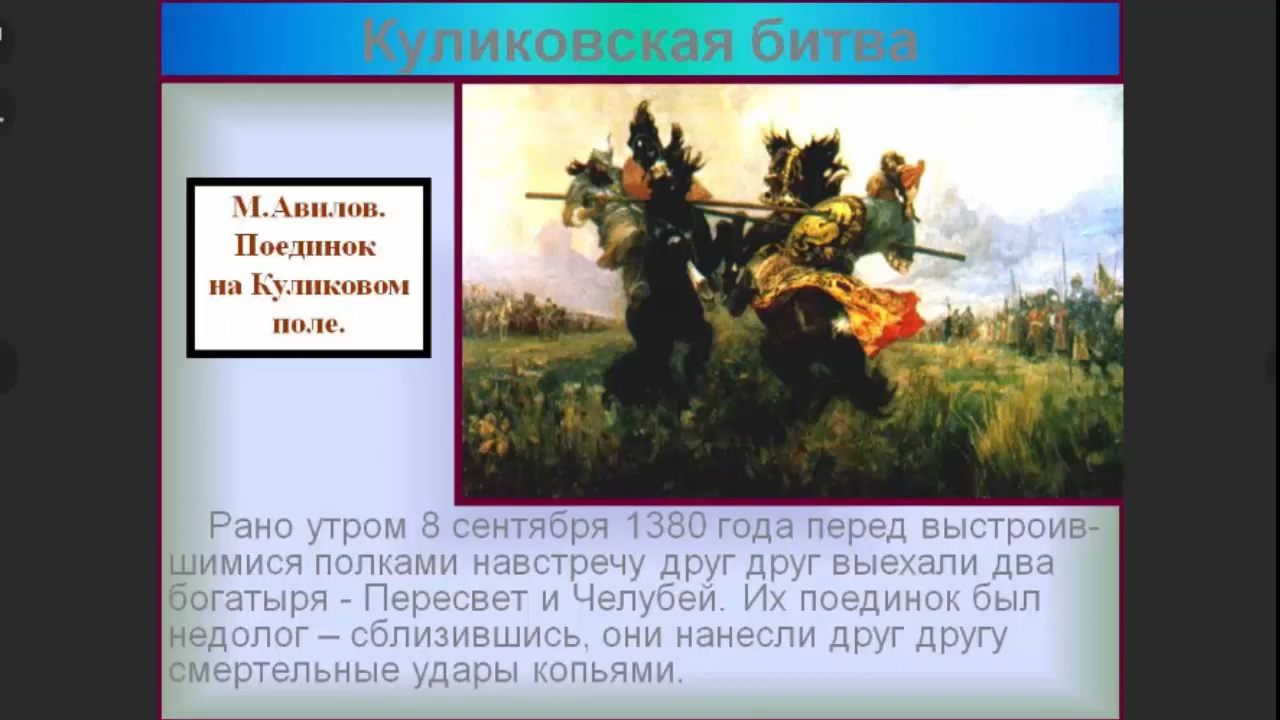 Куликовская битва
М.Авилов.
Поединок
на Куликовом
поле.
Рано утром 8 сентября 1380 года перед выстроив-
шимися полками навстречу друг друг выехали два
богатыря - Пересвет и Челубей. Их поединок был
недолог – сблизившись, они нанесли друг другу
смертельные удары копьями.